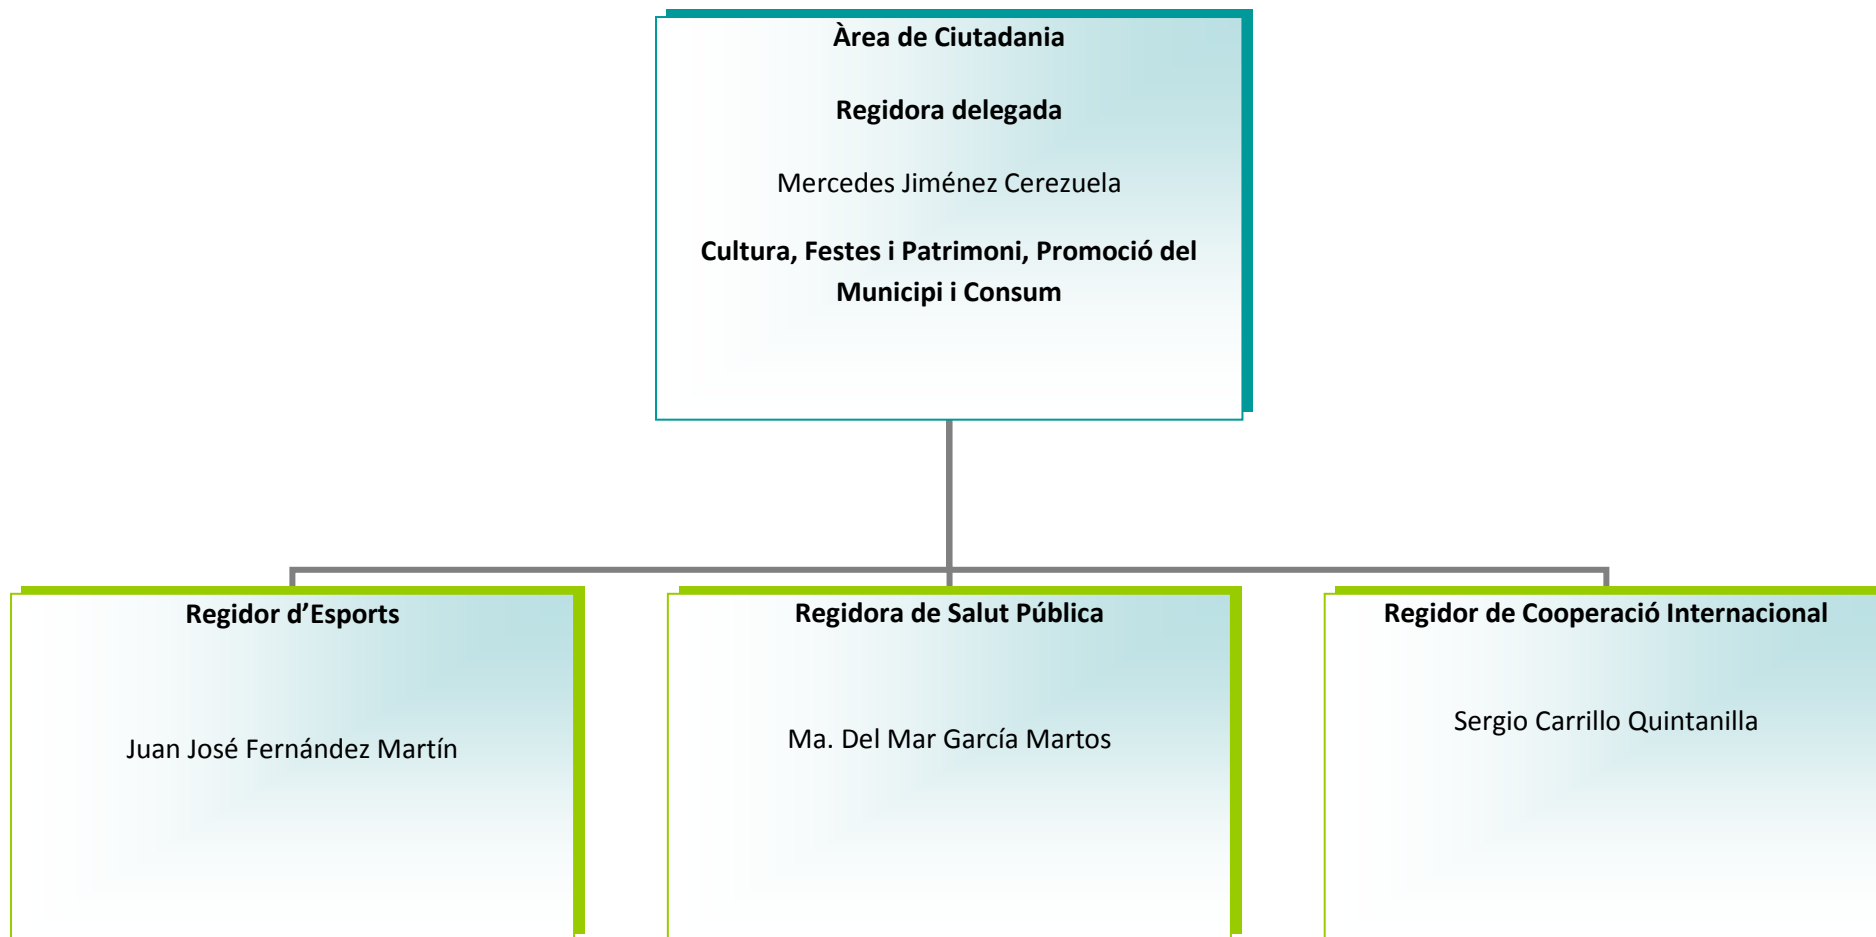 Àrea de Ciutadania
Regidora delegada
Mercedes Jiménez Cerezuela
Cultura, Festes i Patrimoni, Promoció del
Municipi i Consum
Regidor d’Esports
Juan José Fernández Martín
Regidora de Salut Pública
Ma. Del Mar García Martos
Regidor de Cooperació Internacional
Sergio Carrillo Quintanilla